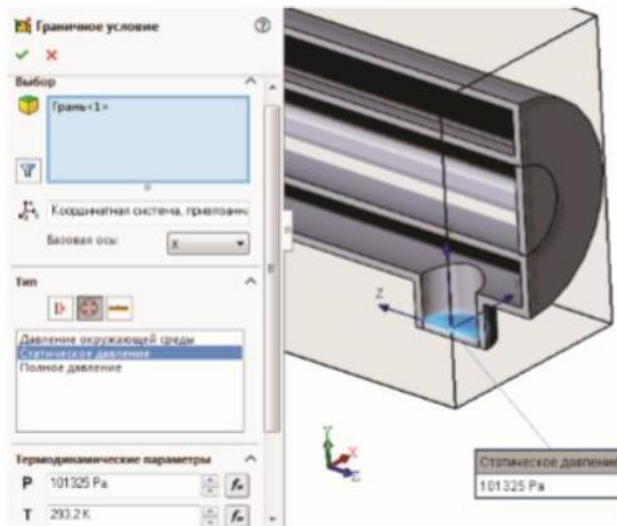 Граничное условие
Выбор
Грань<1>
Координатная система, привязанн
Базовая ось: X
Тип
Давление окружающей среды
Статическое давление
Полное давление
Термодинамические параметры
P 101325 Pa
T 293.2 K
Z
Y
X
Z
Статическое давление
101325 Pa